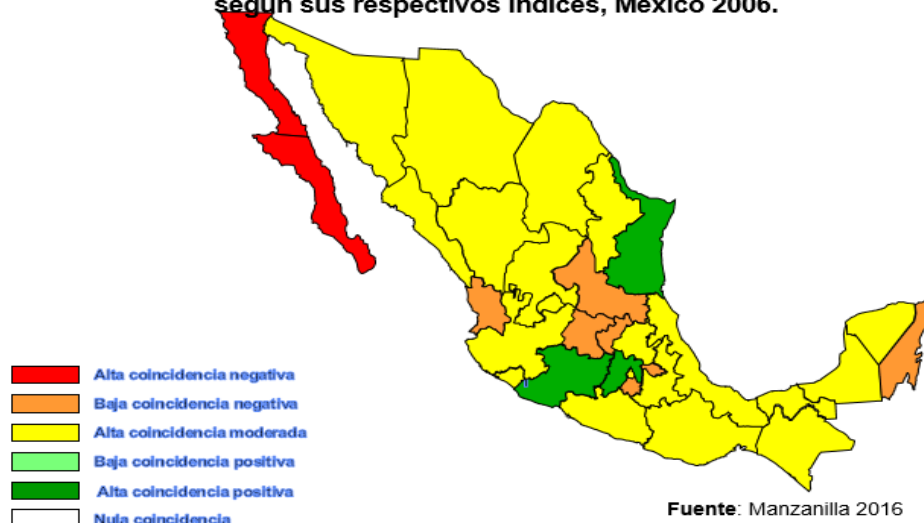 según sus respectivos índices, México 2006.
Alta coincidencia negativa
Baja coincidencia negativa
Alta coincidencia moderada
Baja coincidencia positiva
Alta coincidencia positiva
Nula coincidencia
Fuente: Manzanilla 2016